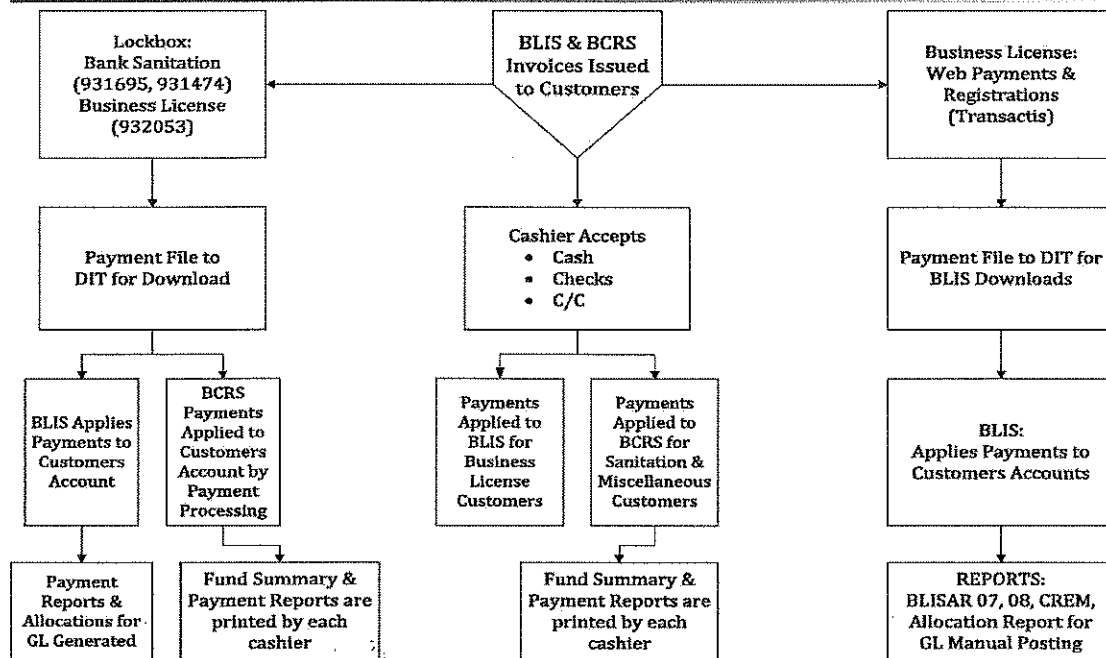 Lockbox:
Bank Sanitation
(931695, 931474)
Business License
(932053)
BLIS & BCRS
Invoices Issued
to Customers
Business License:
Web Payments &
Registrations
(Transactis)
Payment File to
DIT for Download
Cashier Accepts
• Cash
• Checks
• C/C
Payment File to DIT for
BLIS Downloads
BLIS Applies
Payments to
Customers
Account
BCRS
Payments
Applied to
Customers
Account by
Payment
Processing
Payments
Applied to
BLIS for
Business
License
Customers
Payments
Applied to
BCRS for
Sanitation &
Miscellaneous
Customers
BLIS:
Applies Payments to
Customers Accounts
Payment
Reports &
Allocations for
GL Generated
Fund Summary &
Payment Reports are
printed by each
cashier
Fund Summary &
Payment Reports are
printed by each
cashier
REPORTS:
BLISAR 07, 08, CREM,
Allocation Report for
GL Manual Posting